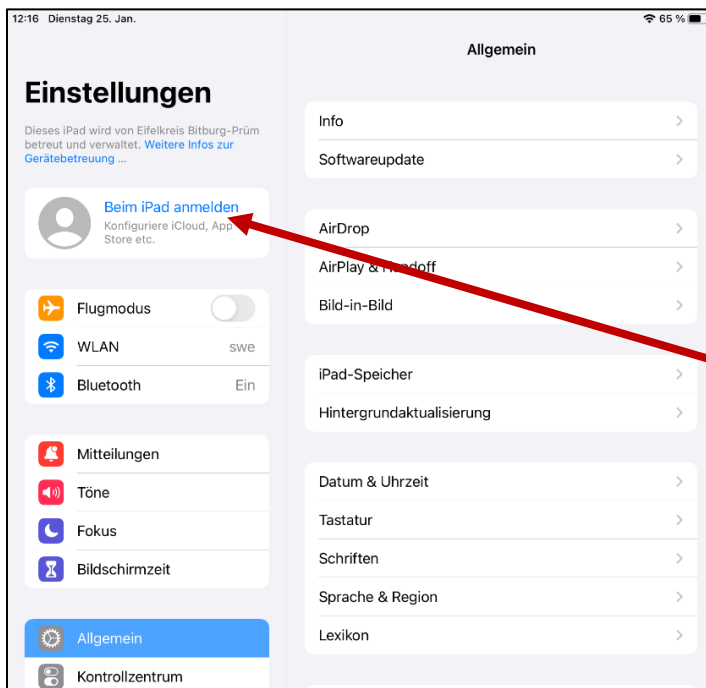 12:16 Dienstag 25. Jan.
65 %
Einstellungen
Dieses iPad wird von Eifelkreis Bitburg-Prüm
betreut und verwaltet. Weitere Infos zur
Gerätebetreuung ...
Beim iPad anmelden
Konfiguriere iCloud, App
Store etc.
Flugmodus
WLAN swe
Bluetooth Ein
Mitteilungen
Töne
Fokus
Bildschirmzeit
Allgemein
Kontrollzentrum
Allgemein
Info
Softwareupdate
AirDrop
AirPlay & Handoff
Bild-in-Bild
iPad-Speicher
Hintergrundaktualisierung
Datum & Uhrzeit
Tastatur
Schriften
Sprache & Region
Lexikon